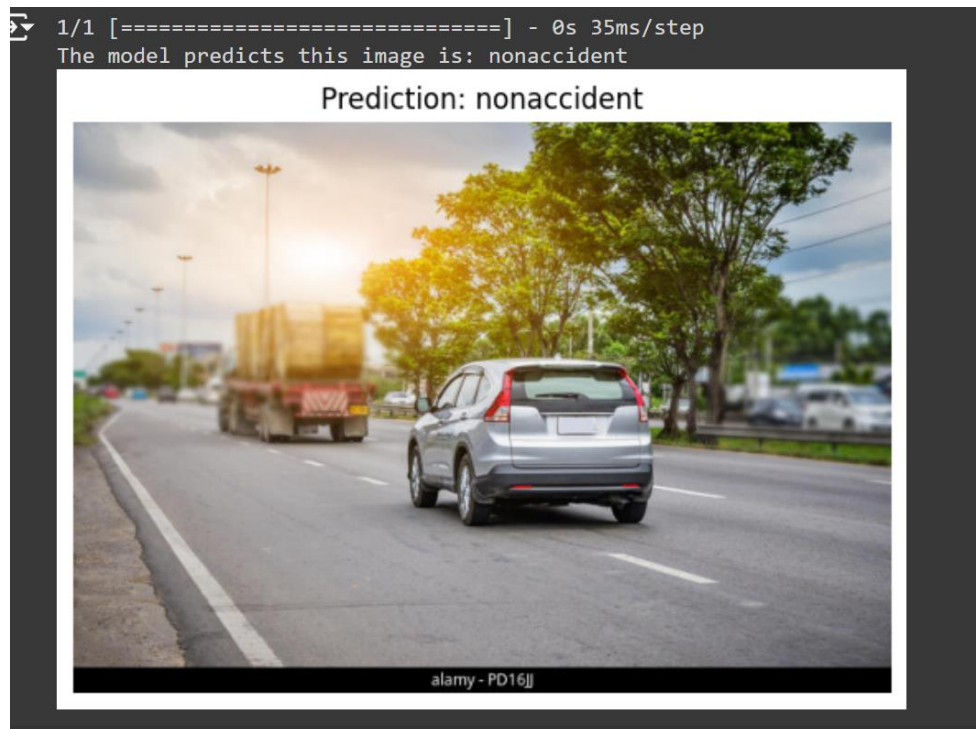 1/1 [==============================] - 0s 35ms/step
The model predicts this image is: nonaccident
Prediction: nonaccident
alamy - PD16JJ